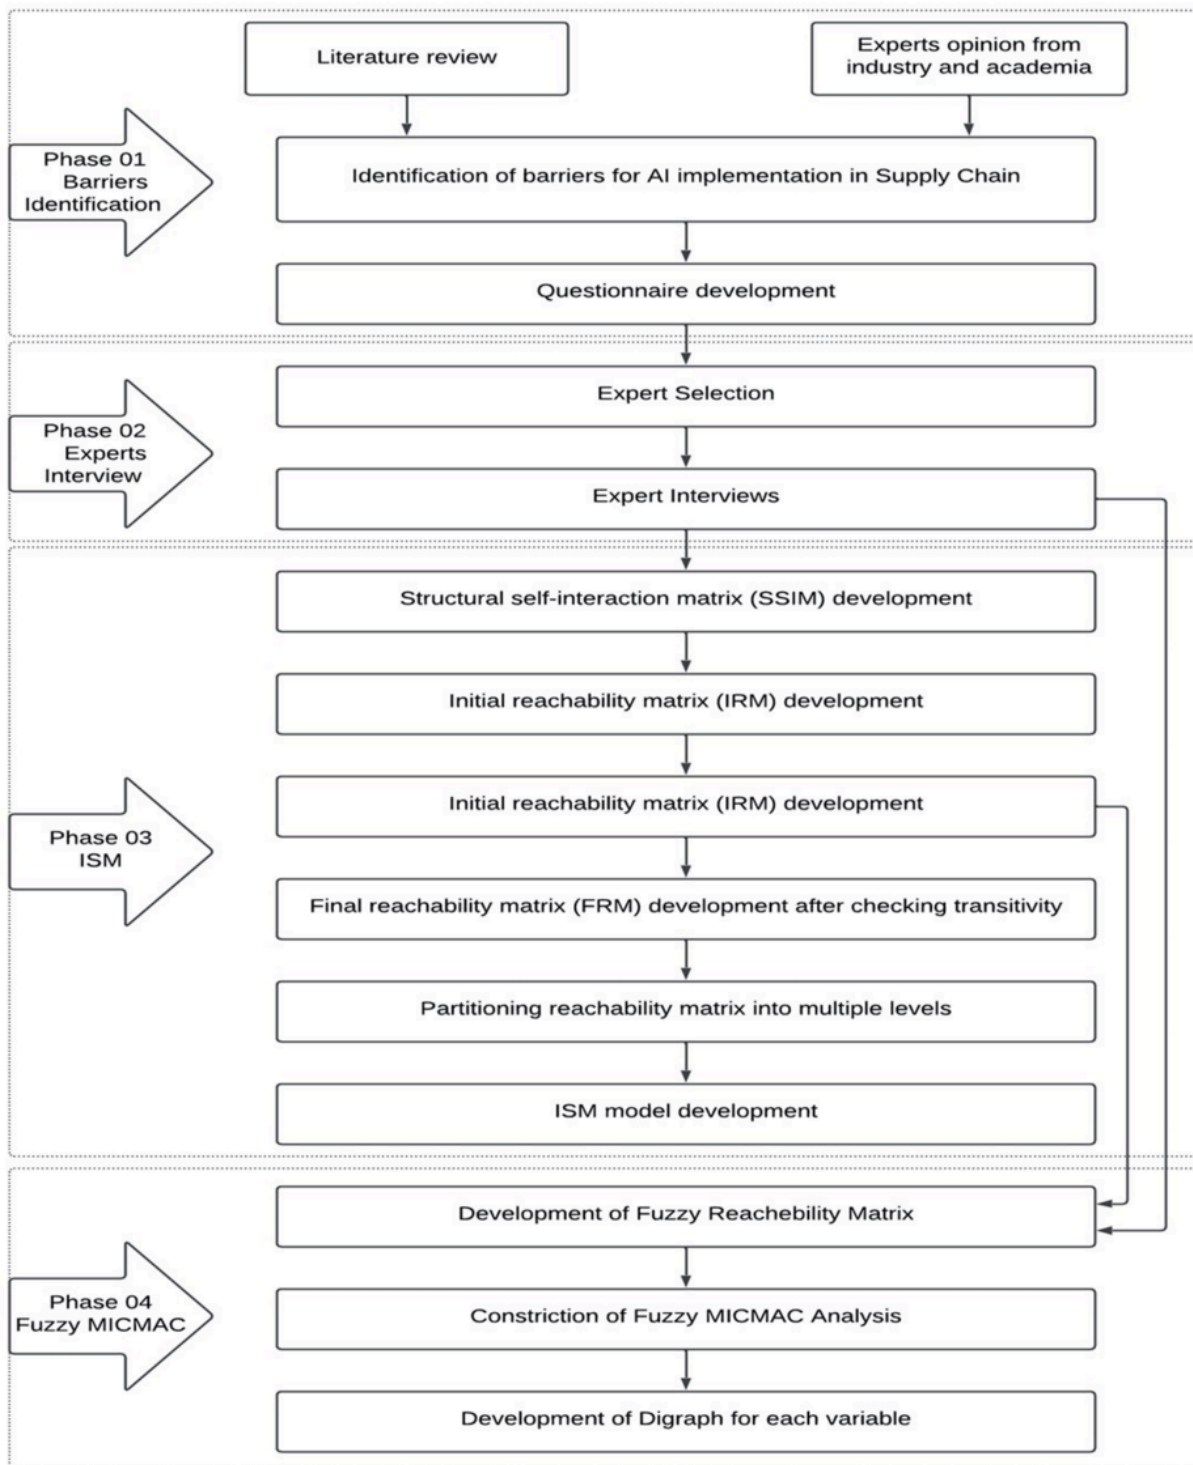 Literature review
Experts opinion from
industry and academia
Phase 01
Barriers
Identification
Identification of barriers for AI implementation in Supply Chain
Questionnaire development
Phase 02
Experts
Interview
Expert Selection
Expert Interviews
Phase 03
ISM
Structural self-interaction matrix (SSIM) development
Initial reachability matrix (IRM) development
Initial reachability matrix (IRM) development
Final reachability matrix (FRM) development after checking transitivity
Partitioning reachability matrix into multiple levels
ISM model development
Phase 04
Fuzzy MICMAC
Development of Fuzzy Reachebility Matrix
Constriction of Fuzzy MICMAC Analysis
Development of Digraph for each variable